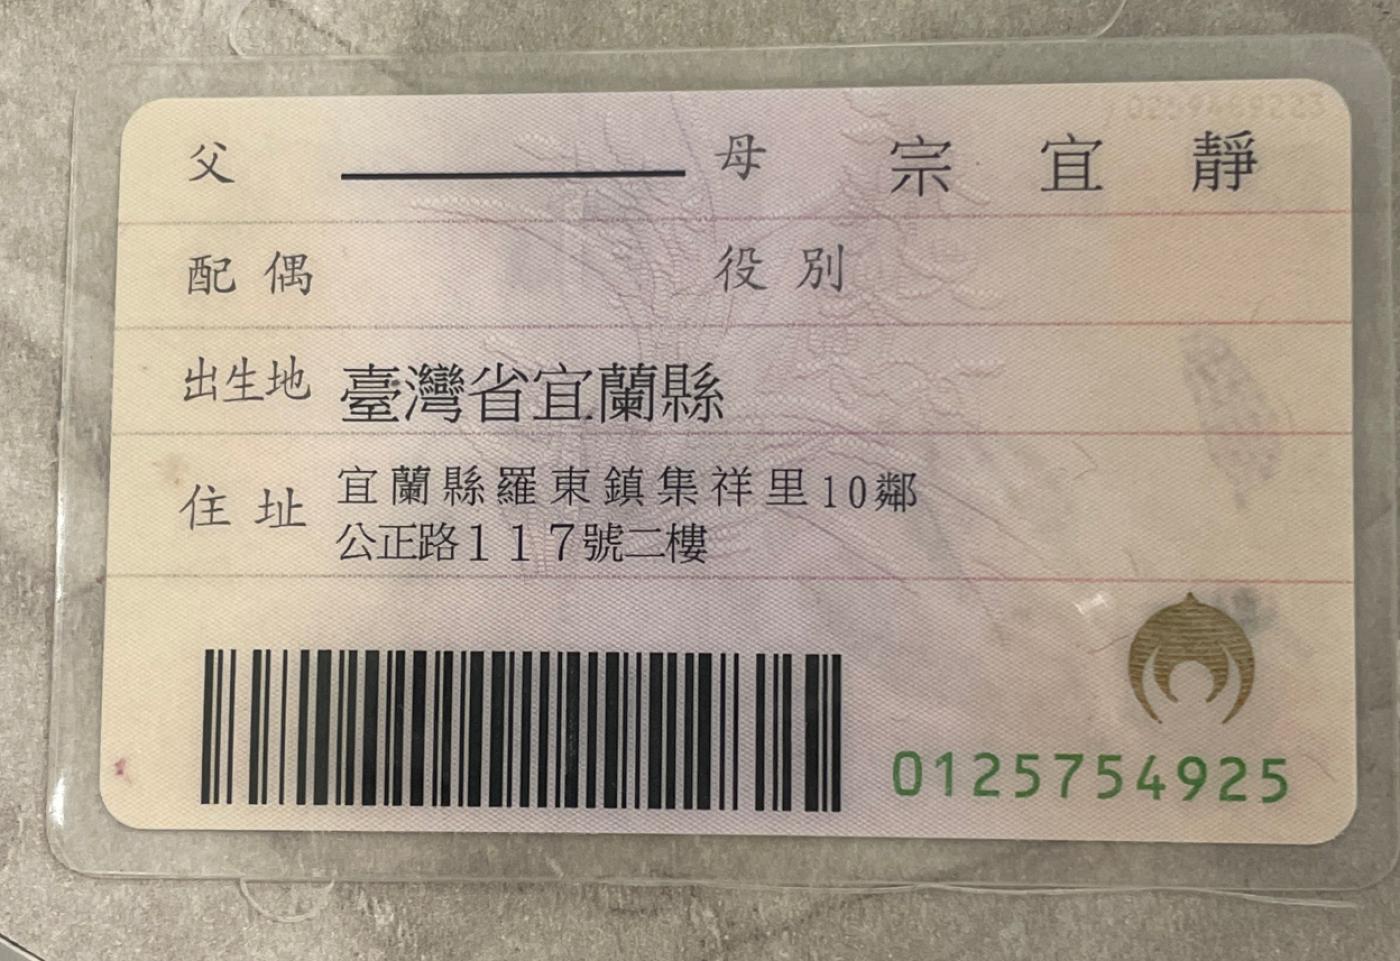 父 母 宗宜靜
配偶 役別
出生地 臺灣省宜蘭縣
住址 宜蘭縣羅東鎮集祥里10鄰
公正路117號二樓
0125754925